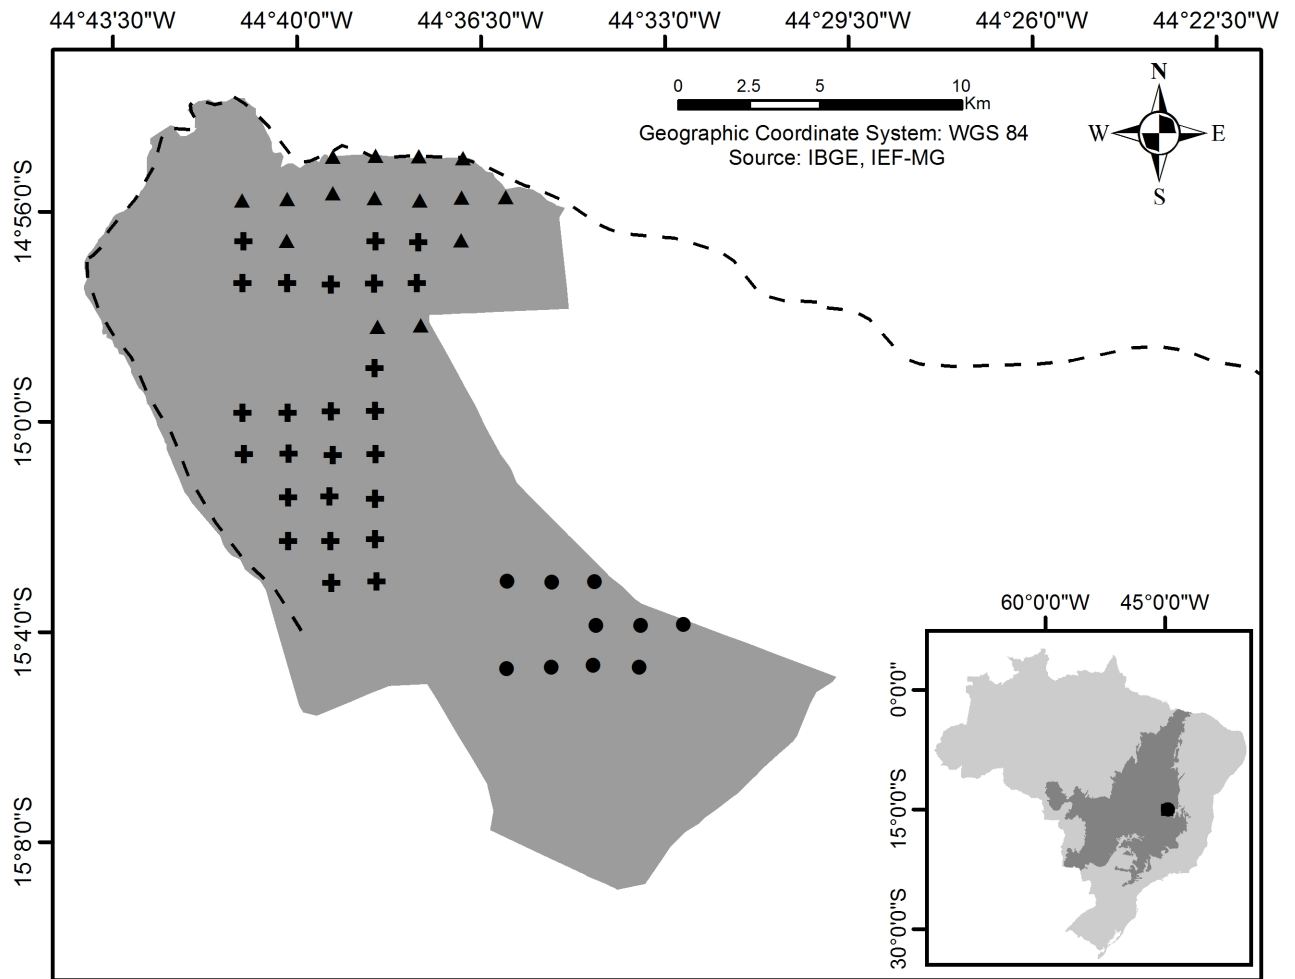 44°43'30"W 44°40'0"W 44°36'30"W 44°33'0"W 44°29'30"W 44°26'0"W 44°22'30"W
0 2.5 5 10
Km
Geographic Coordinate System: WGS 84
Source: IBGE, IEF-MG
N
W E
S
14°56'0"S
15°0'0"S
15°4'0"S
15°8'0"S
60°0'0"W 45°0'0"W
0°0'0"
15°0'0"S
30°0'0"S